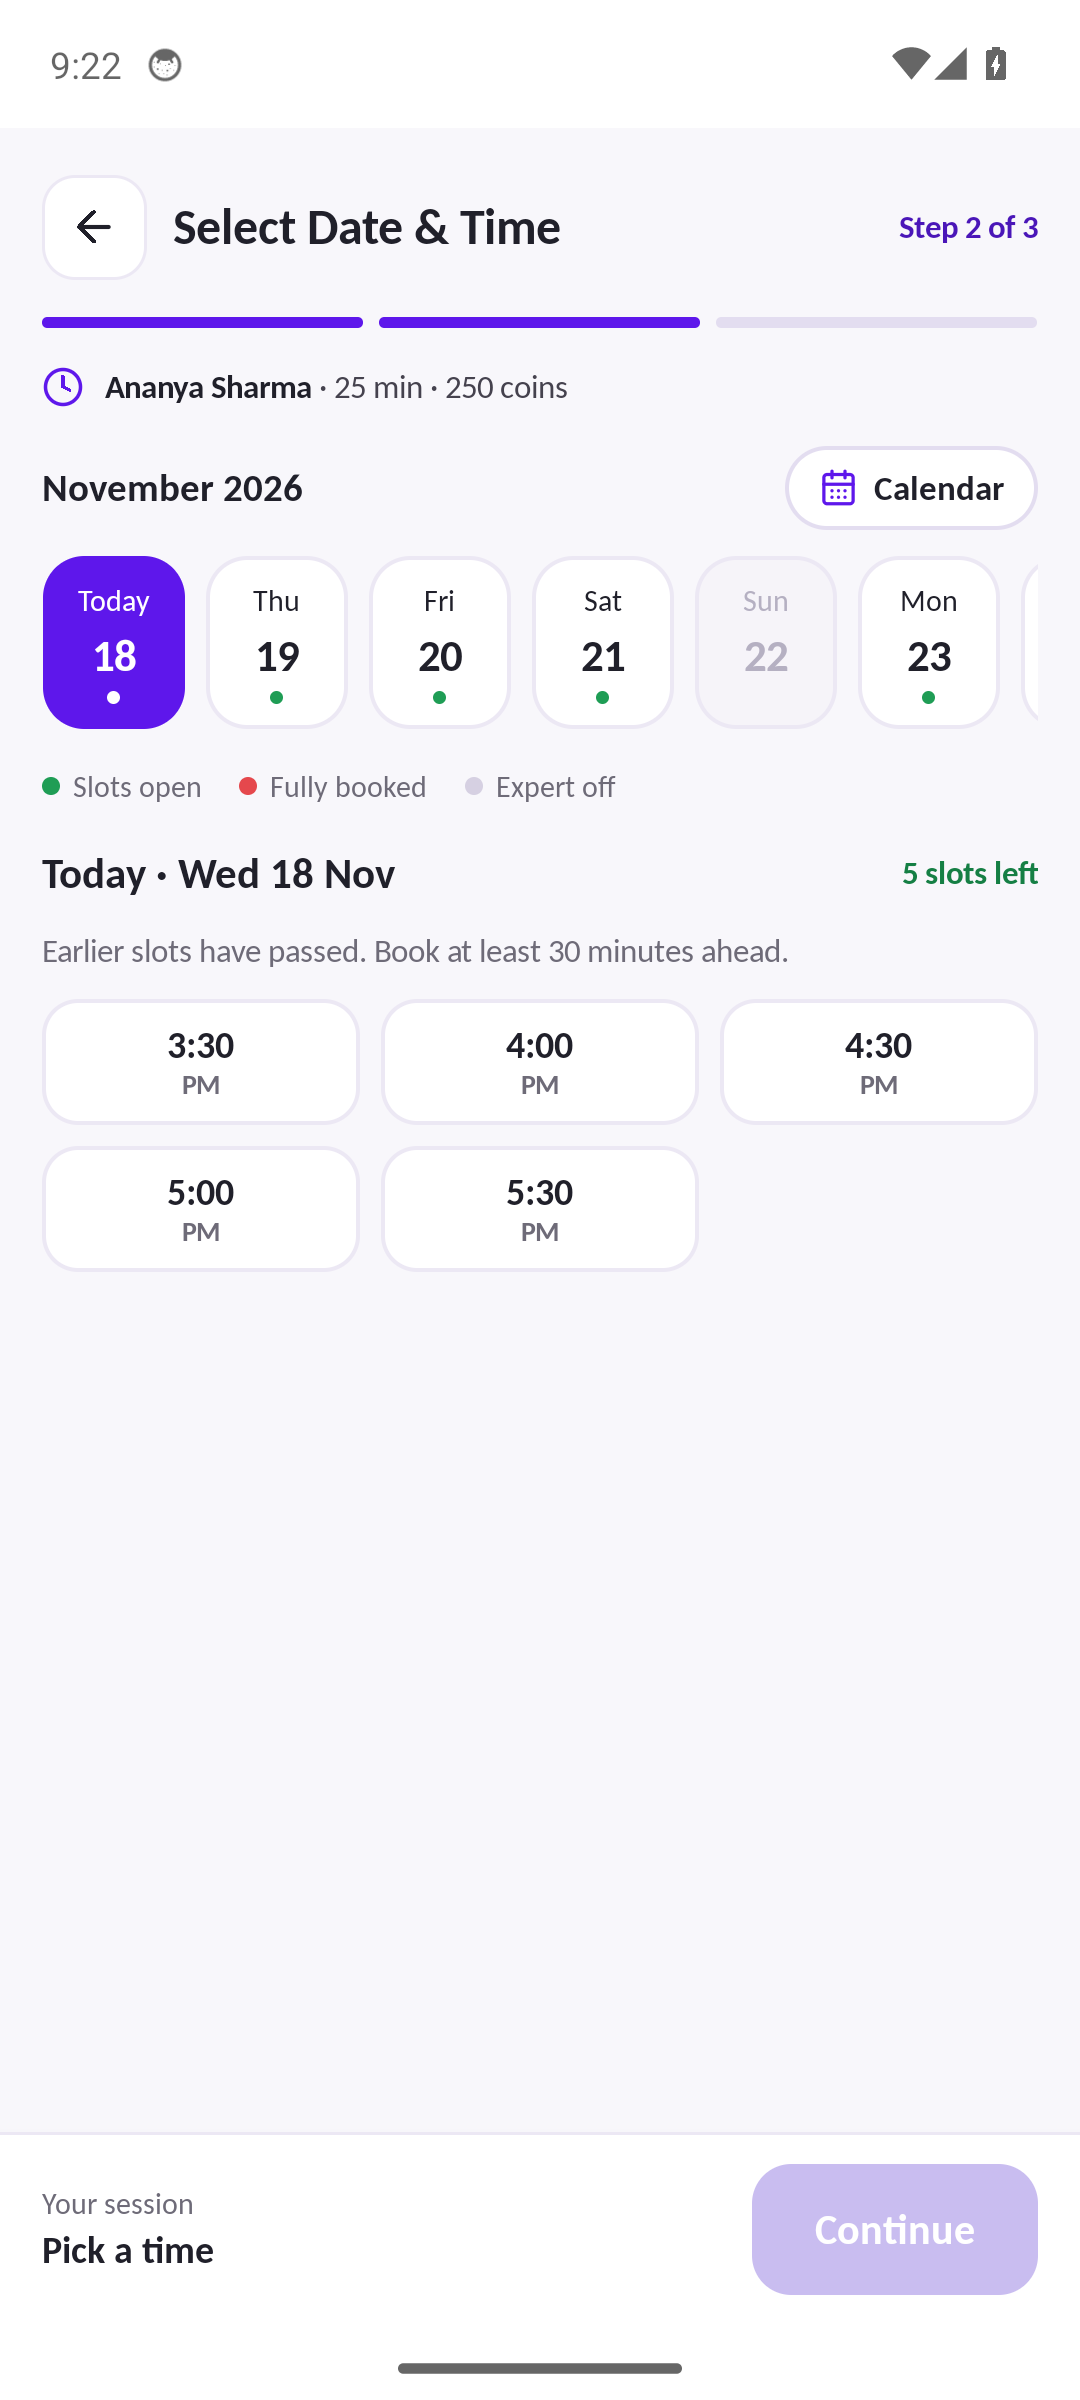 9:22
Select Date & Time
Step 2 of 3
Ananya Sharma · 25 min · 250 coins
November 2026
Calendar
Today
18
Thu
19
Fri
20
Sat
21
Sun
22
Mon
23
Slots open
Fully booked
Expert off
Today · Wed 18 Nov
5 slots left
Earlier slots have passed. Book at least 30 minutes ahead.
3:30
PM
4:00
PM
4:30
PM
5:00
PM
5:30
PM
Your session
Pick a time
Continue